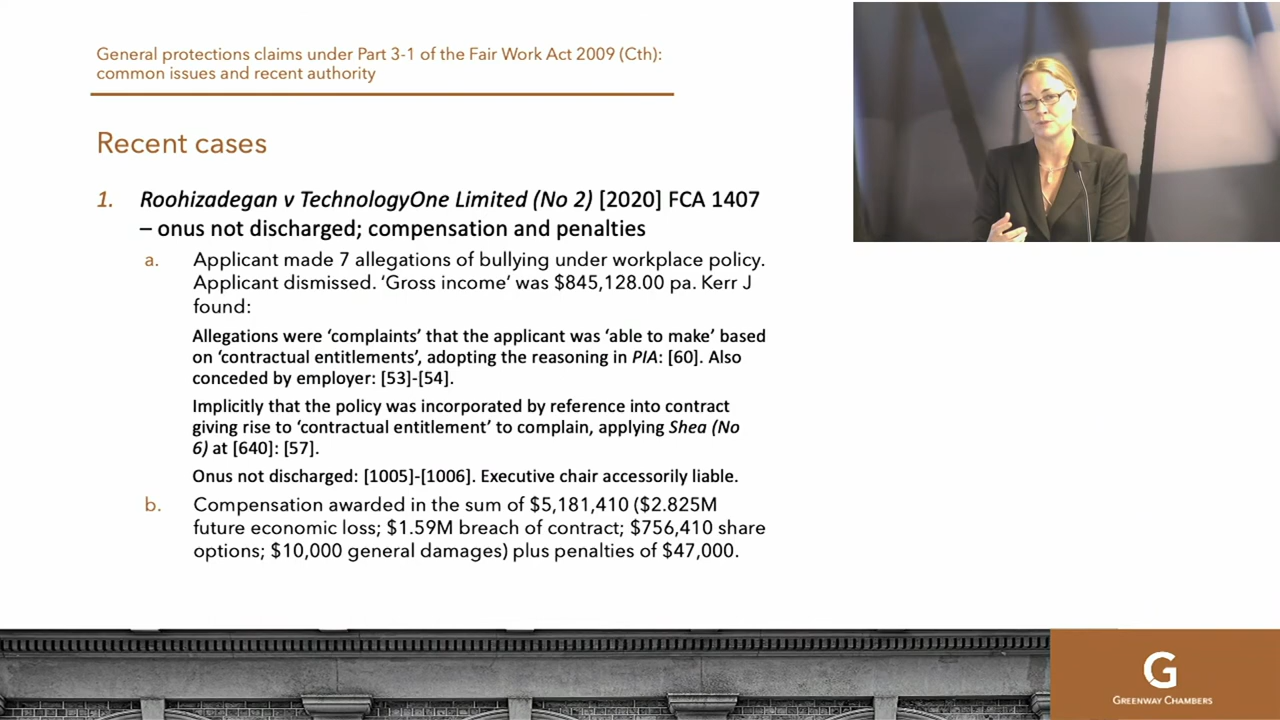 General protections claims under Part 3-1 of the Fair Work Act 2009 (Cth):
common issues and recent authority
Recent cases
1. Roohizadegan v TechnologyOne Limited (No 2) [2020] FCA 1407
– onus not discharged; compensation and penalties
a. Applicant made 7 allegations of bullying under workplace policy.
Applicant dismissed. ‘Gross income’ was $845,128.00 pa. Kerr J
found:
Allegations were ‘complaints’ that the applicant was ‘able to make’ based
on ‘contractual entitlements’, adopting the reasoning in PIA: [60]. Also
conceded by employer: [53]-[54].
Implicitly that the policy was incorporated by reference into contract
giving rise to ‘contractual entitlement’ to complain, applying Shea (No
6) at [640]: [57].
Onus not discharged: [1005]-[1006]. Executive chair accessorily liable.
b. Compensation awarded in the sum of $5,181,410 ($2.825M
future economic loss; $1.59M breach of contract; $756,410 share
options; $10,000 general damages) plus penalties of $47,000.
G
GREENWAY CHAMBERS